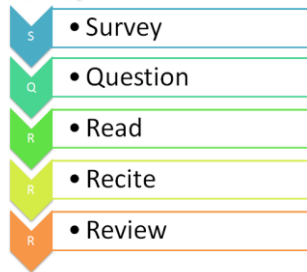 S • Survey
Q • Question
R • Read
R • Recite
R • Review